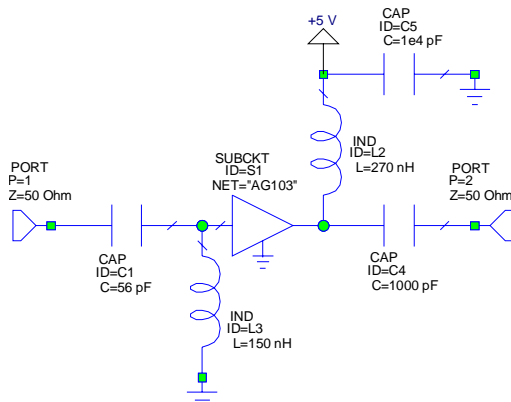 CAP
ID=C5
C=1e4 pF
+5 V
IND
ID=L2
L=270 nH
SUBCKT
ID=S1
NET="AG103"
PORT
P=1
Z=50 Ohm
PORT
P=2
Z=50 Ohm
CAP
ID=C1
C=56 pF
CAP
ID=C4
C=1000 pF
IND
ID=L3
L=150 nH